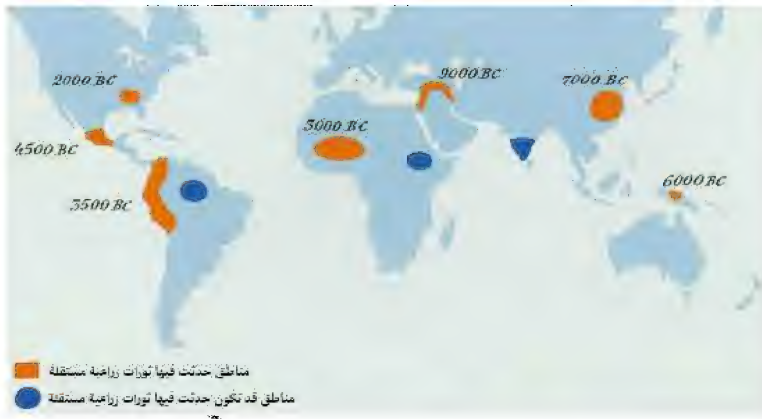 9000 BC
7000 BC
2000 BC
3000 BC
4500 BC
6000 BC
3500 BC
مناطق حدثت فيها ثورات زراعية مستقلة
مناطق قد تكون حدثت فيها ثورات زراعية مستقلة